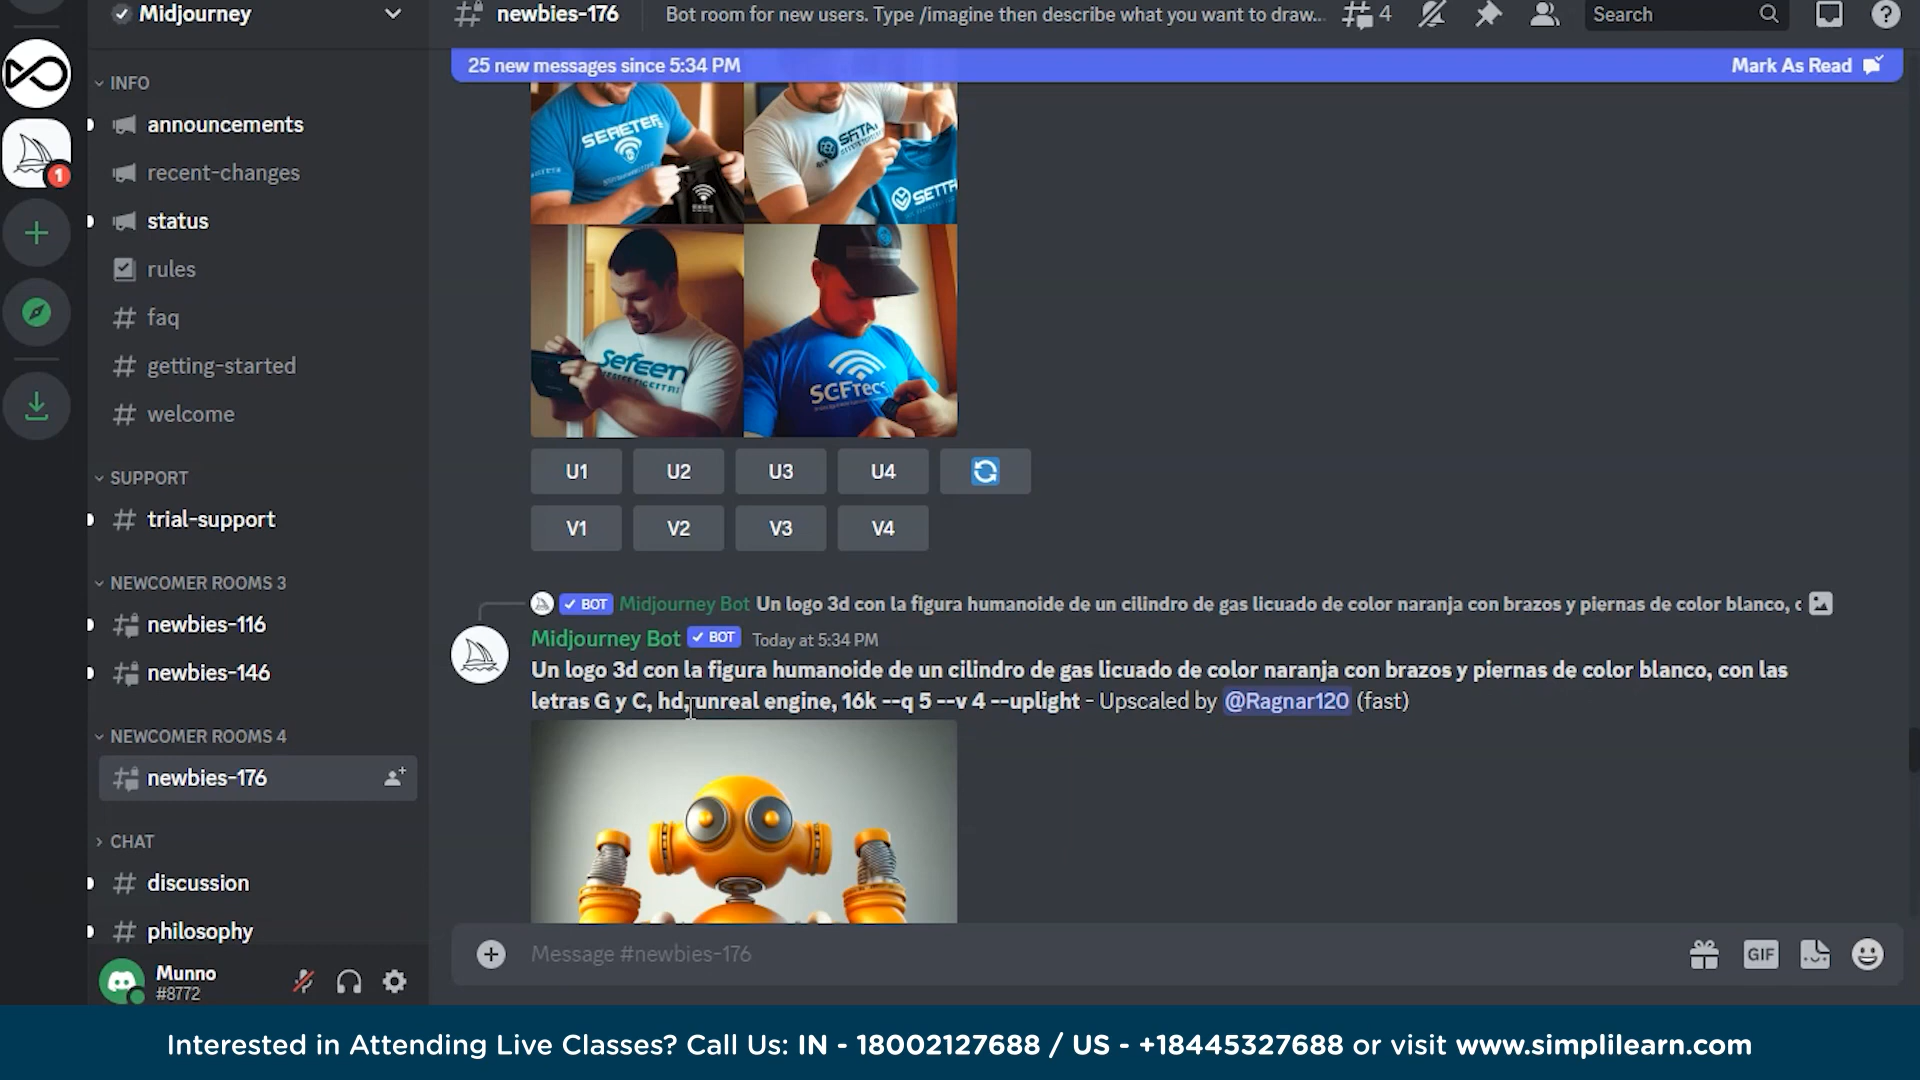 Midjourney
newbies-176
Bot room for new users. Type /imagine then describe what you want to draw...
4
Search
25 new messages since 5:34 PM
Mark As Read
INFO
announcements
recent-changes
status
rules
faq
getting-started
welcome
SUPPORT
trial-support
NEWCOMER ROOMS 3
newbies-116
newbies-146
NEWCOMER ROOMS 4
newbies-176
CHAT
discussion
philosophy
1
Munno
#8772
SERETER
SFTA
SETTF
Sefeen
SCFTecs
U1 U2 U3 U4
V1 V2 V3 V4
BOT Midjourney Bot Un logo 3d con la figura humanoide de un cilindro de gas licuado de color naranja con brazos y piernas de color blanco, c
Midjourney Bot BOT Today at 5:34 PM
Un logo 3d con la figura humanoide de un cilindro de gas licuado de color naranja con brazos y piernas de color blanco, con las
letras G y C, hd, unreal engine, 16k --q 5 --v 4 --uplight - Upscaled by @Ragnar120 (fast)
Message #newbies-176
GIF
Interested in Attending Live Classes? Call Us: IN - 18002127688 / US - +18445327688 or visit www.simplilearn.com